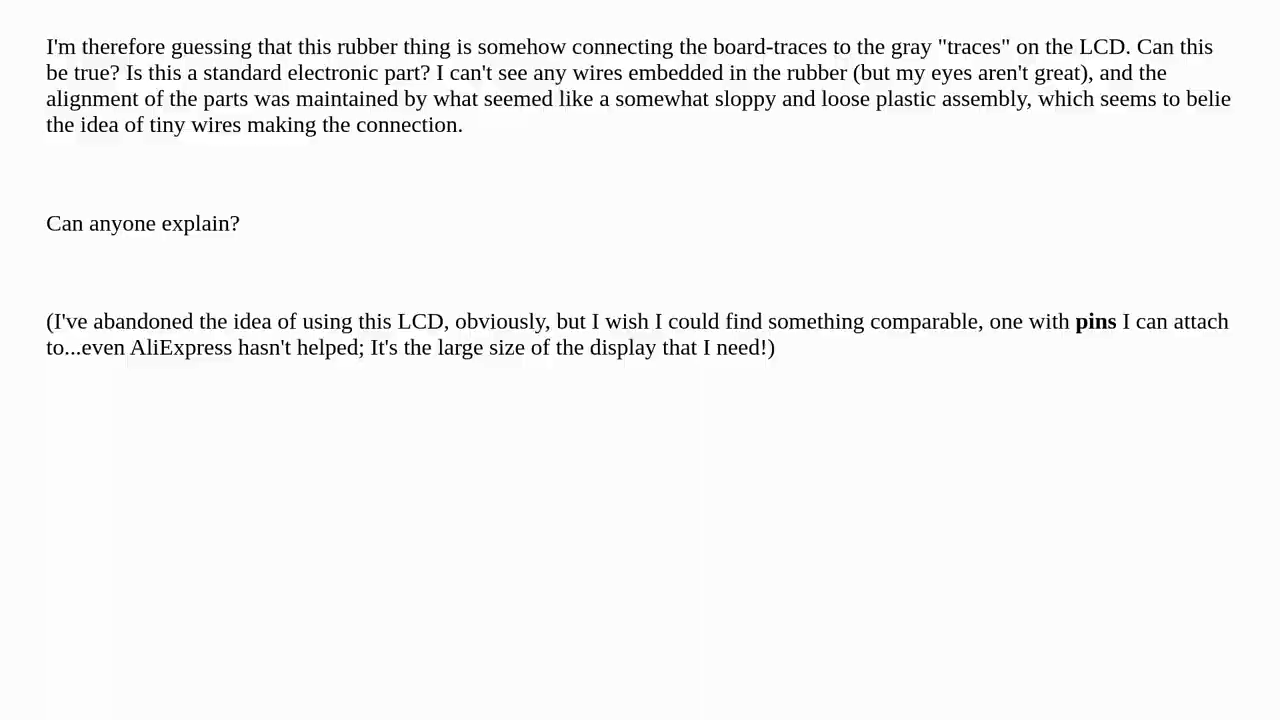 I'm therefore guessing that this rubber thing is somehow connecting the board-traces to the gray "traces" on the LCD. Can this
be true? Is this a standard electronic part? I can't see any wires embedded in the rubber (but my eyes aren't great), and the
alignment of the parts was maintained by what seemed like a somewhat sloppy and loose plastic assembly, which seems to belie
the idea of tiny wires making the connection.
Can anyone explain?
(I've abandoned the idea of using this LCD, obviously, but I wish I could find something comparable, one with pins I can attach
to...even AliExpress hasn't helped; It's the large size of the display that I need!)